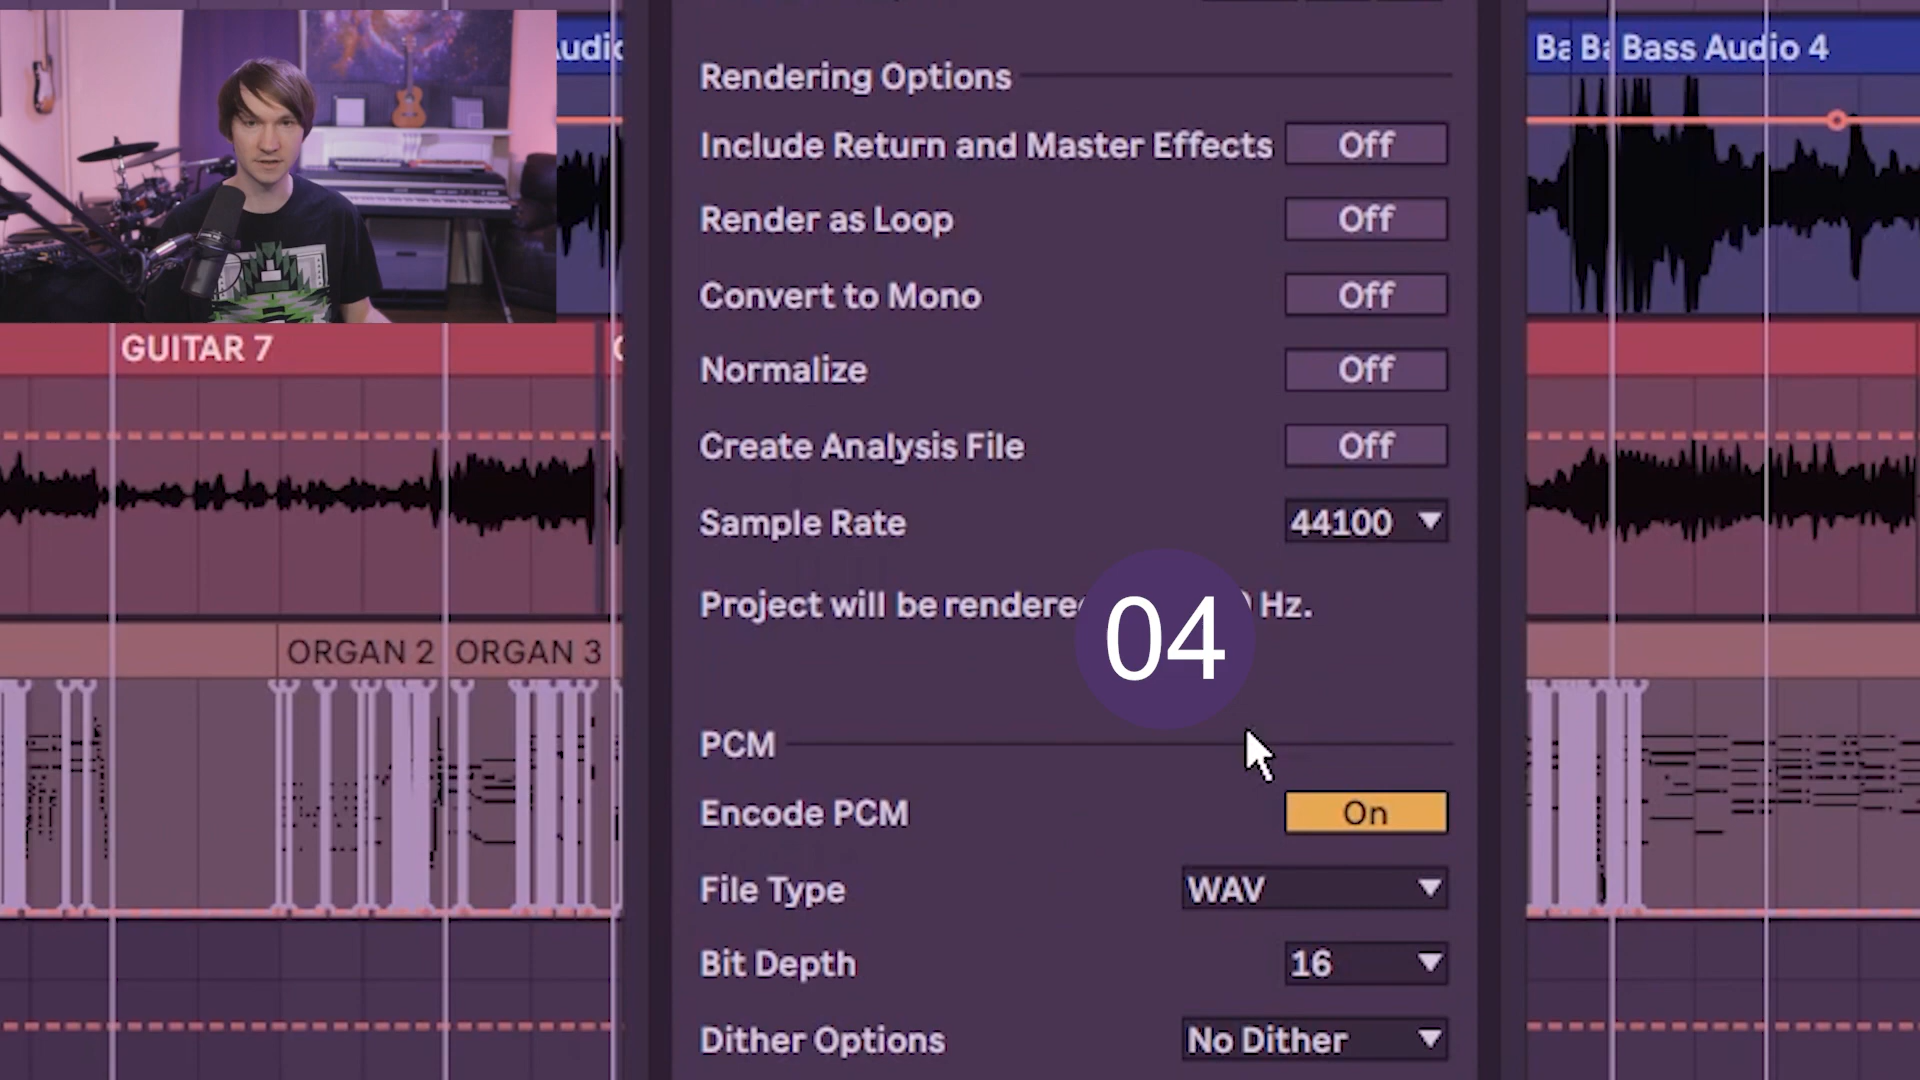 Audio
Ba Ba Bass Audio 4
GUITAR 7
ORGAN 2 ORGAN 3
Rendering Options
Include Return and Master Effects Off
Render as Loop Off
Convert to Mono Off
Normalize Off
Create Analysis File Off
Sample Rate 44100
Project will be rendered Hz.
04
PCM
Encode PCM On
File Type WAV
Bit Depth 16
Dither Options No Dither